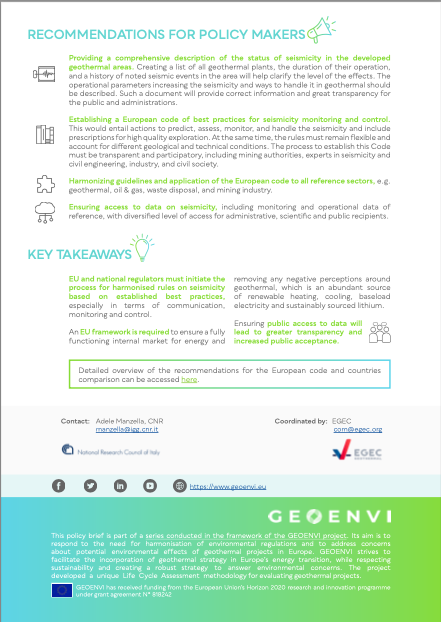 RECOMMENDATIONS FOR POLICY MAKERS
Providing a comprehensive description of the status of seismicity in the developed
geothermal areas. Creating a list of all geothermal plants, the duration of their operation,
and a history of noted seismic events in the area will help clarify the level of the effects. The
operational parameters increasing the seismicity and ways to handle it in geothermal should
be described. Such a document will provide correct information and great transparency for
the public and administrations.
Establishing a European code of best practices for seismicity monitoring and control.
This would entail actions to predict, assess, monitor, and handle the seismicity and include
prescriptions for high quality exploration. At the same time, the rules must remain flexible and
account for different geological and technical conditions. The process to establish this Code
must be transparent and participatory, including mining authorities, experts in seismicity and
civil engineering, industry, and civil society.
Harmonizing guidelines and application of the European code to all reference sectors, e.g.
geothermal, oil & gas, waste disposal, and mining industry.
Ensuring access to data on seismicity, including monitoring and operational data of
reference, with diversified level of access for administrative, scientific and public recipients.
KEY TAKEAWAYS
EU and national regulators must initiate the
process for harmonised rules on seismicity
based on established best practices,
especially in terms of communication,
monitoring and control.
An EU framework is required to ensure a fully
functioning internal market for energy and
removing any negative perceptions around
geothermal, which is an abundant source
of renewable heating, cooling, baseload
electricity and sustainably sourced lithium.
Ensuring public access to data will
lead to greater transparency and
increased public acceptance.
Detailed overview of the recommendations for the European code and countries
comparison can be accessed here.
Contact: Adele Manzella, CNR
manzella@igg.cnr.it
Coordinated by: EGEC
com@egec.org
National Research Council of Italy
EGEC
https://www.geoenvi.eu
GEOENVI
This policy brief is part of a series conducted in the framework of the GEOENVI project. Its aim is to
respond to the need for harmonisation of environmental regulations and to address concerns
about potential environmental effects of geothermal projects in Europe. GEOENVI strives to
facilitate the incorporation of geothermal strategy in Europe's energy transition, while respecting
sustainability and creating a robust strategy to answer environmental concerns. The project
developed a unique Life Cycle Assessment methodology for evaluating geothermal projects.
GEOENVI has received funding from the European Union's Horizon 2020 research and innovation programme
under grant agreement N° 818242